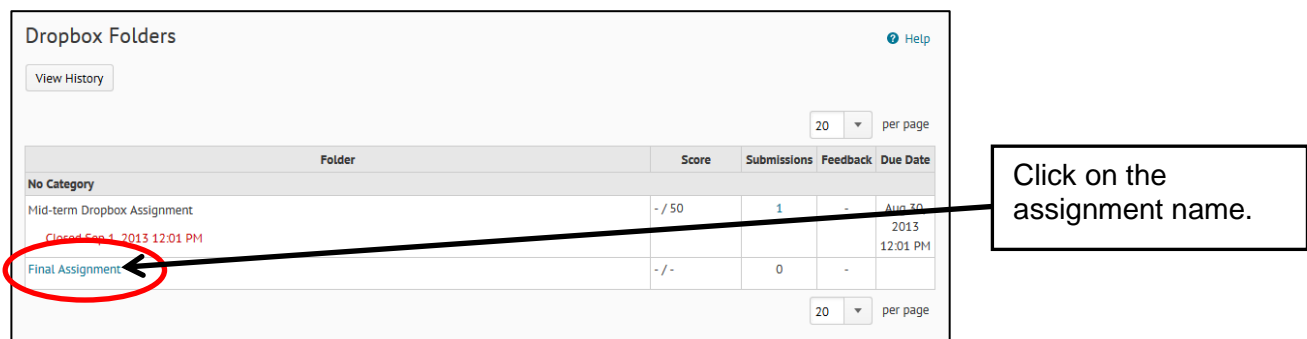 Dropbox Folders
Help
View History
20 per page
Folder Score Submissions Feedback Due Date
No Category
Mid-term Dropbox Assignment - / 50 1 - Aug 30,
2013
12:01 PM
Closed Sep 1, 2013 12:01 PM
Final Assignment - / - 0 -
20 per page
Click on the
assignment name.